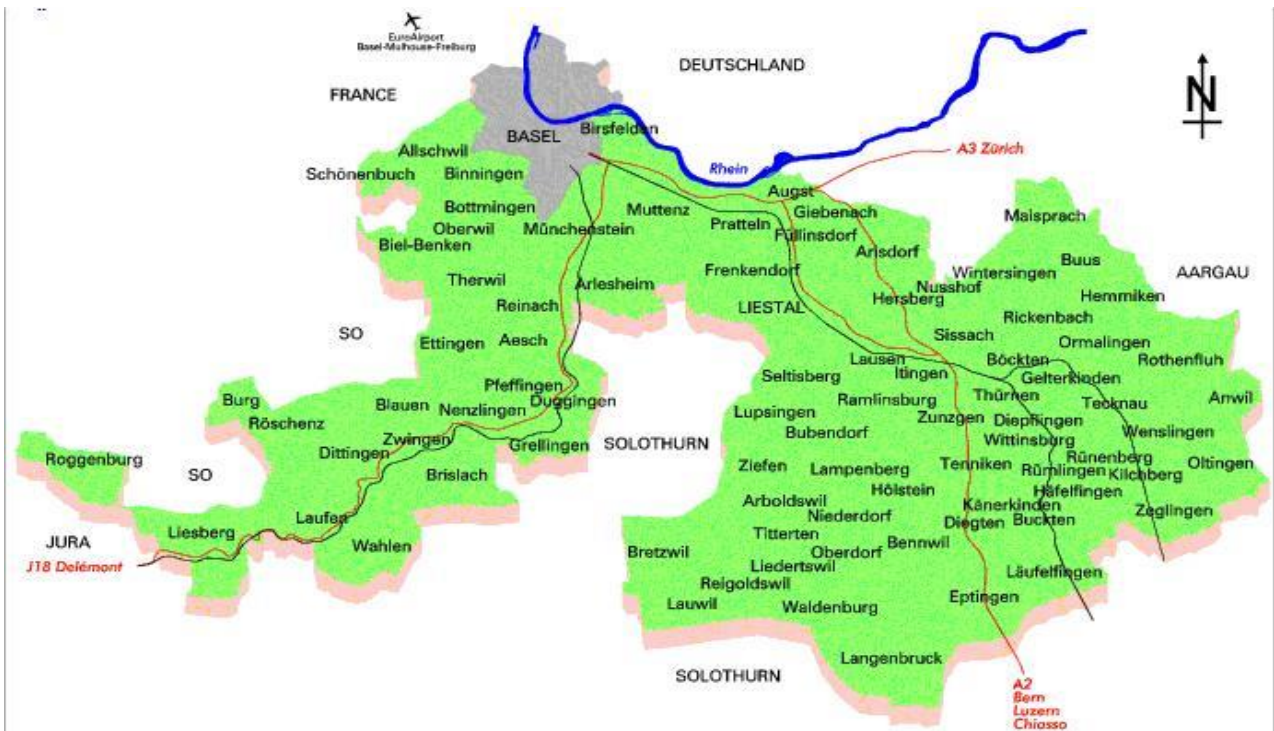 EuroAirport
Basel-Mulhouse-Freiburg
DEUTSCHLAND
N
FRANCE
BASEL
Birsfelden
A3 Zürich
Allschwil
Schönenbuch
Binningen
Rhein
Augst
Bottmingen
Muttenz
Giebenach
Maisprach
Oberwil
Münchenstein
Pratteln
Füllinsdorf
Biel-Benken
Arisdorf
Buus
Therwil
Arlesheim
Frenkendorf
Wintersingen
AARGAU
Nusshof
Reinach
LIESTAL
Hersberg
Hemmiken
Rickenbach
SO
Ettingen
Aesch
Sissach
Ormalingen
Lausen
Böckten
Rothenfluh
Itingen
Seltisberg
Gelterkinden
Pfeffingen
Thürnen
Burg
Blauen
Duggingen
Ramlinsburg
Anwil
Nenzlingen
Lupsingen
Zunzgen
Tecknau
Röschenz
Diepflingen
Zwingen
Grellingen
SOLOTHURN
Bubendorf
Wittinsburg
Wenslingen
Dittingen
Roggenburg
SO
Brislach
Ziefen
Lampenberg
Tenniken
Rünenberg
Rümlingen
Kilchberg
Oltingen
Hölstein
Häfelfingen
Arboldswil
Känerkinden
Zeglingen
Laufen
Niederdorf
Diegten
Buckten
Liesberg
Titterten
Bennwil
JURA
Wahlen
Bretzwil
Oberdorf
J18 Delémont
Liedertswil
Läufelfingen
Reigoldswil
Eptingen
Lauwil
Waldenburg
Langenbruck
SOLOTHURN
A2
Bern
Luzern
Chiasso